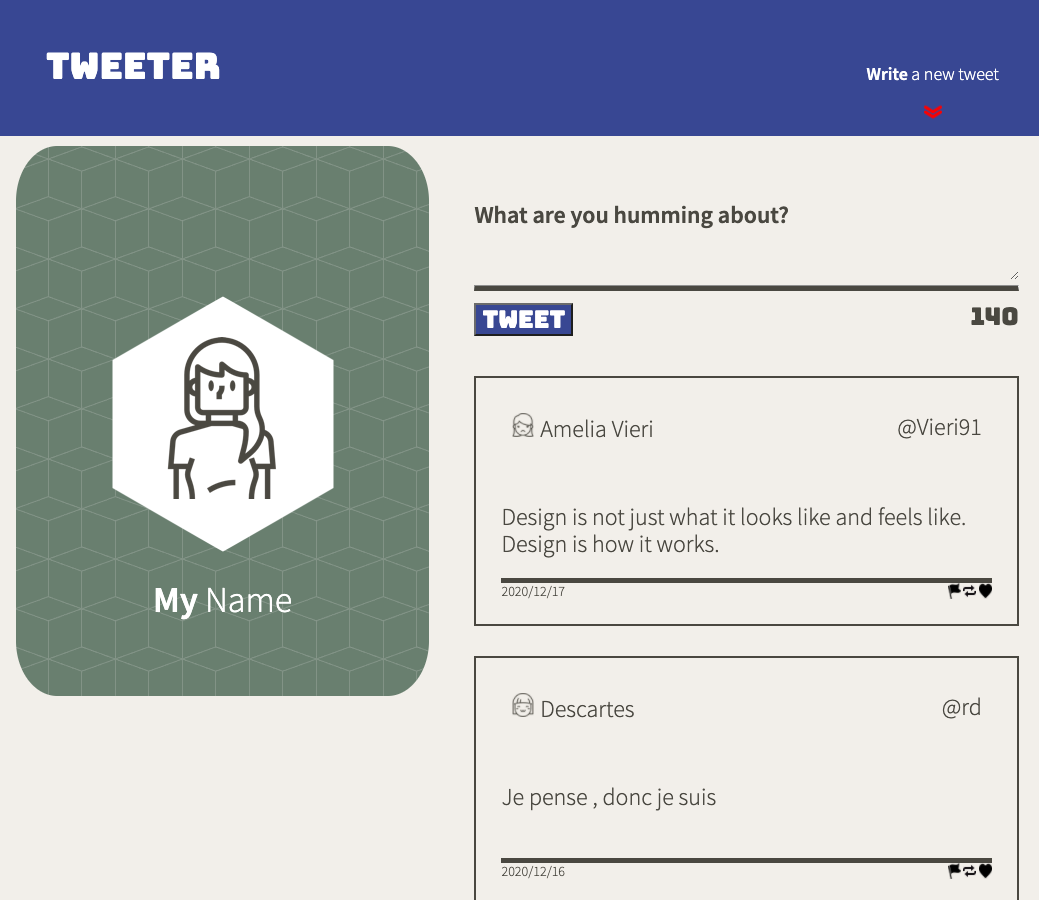 TWEETER
Write a new tweet
My Name
What are you humming about?
TWEET
140
Amelia Vieri
@Vieri91
Design is not just what it looks like and feels like.
Design is how it works.
2020/12/17
Descartes
@rd
Je pense , donc je suis
2020/12/16